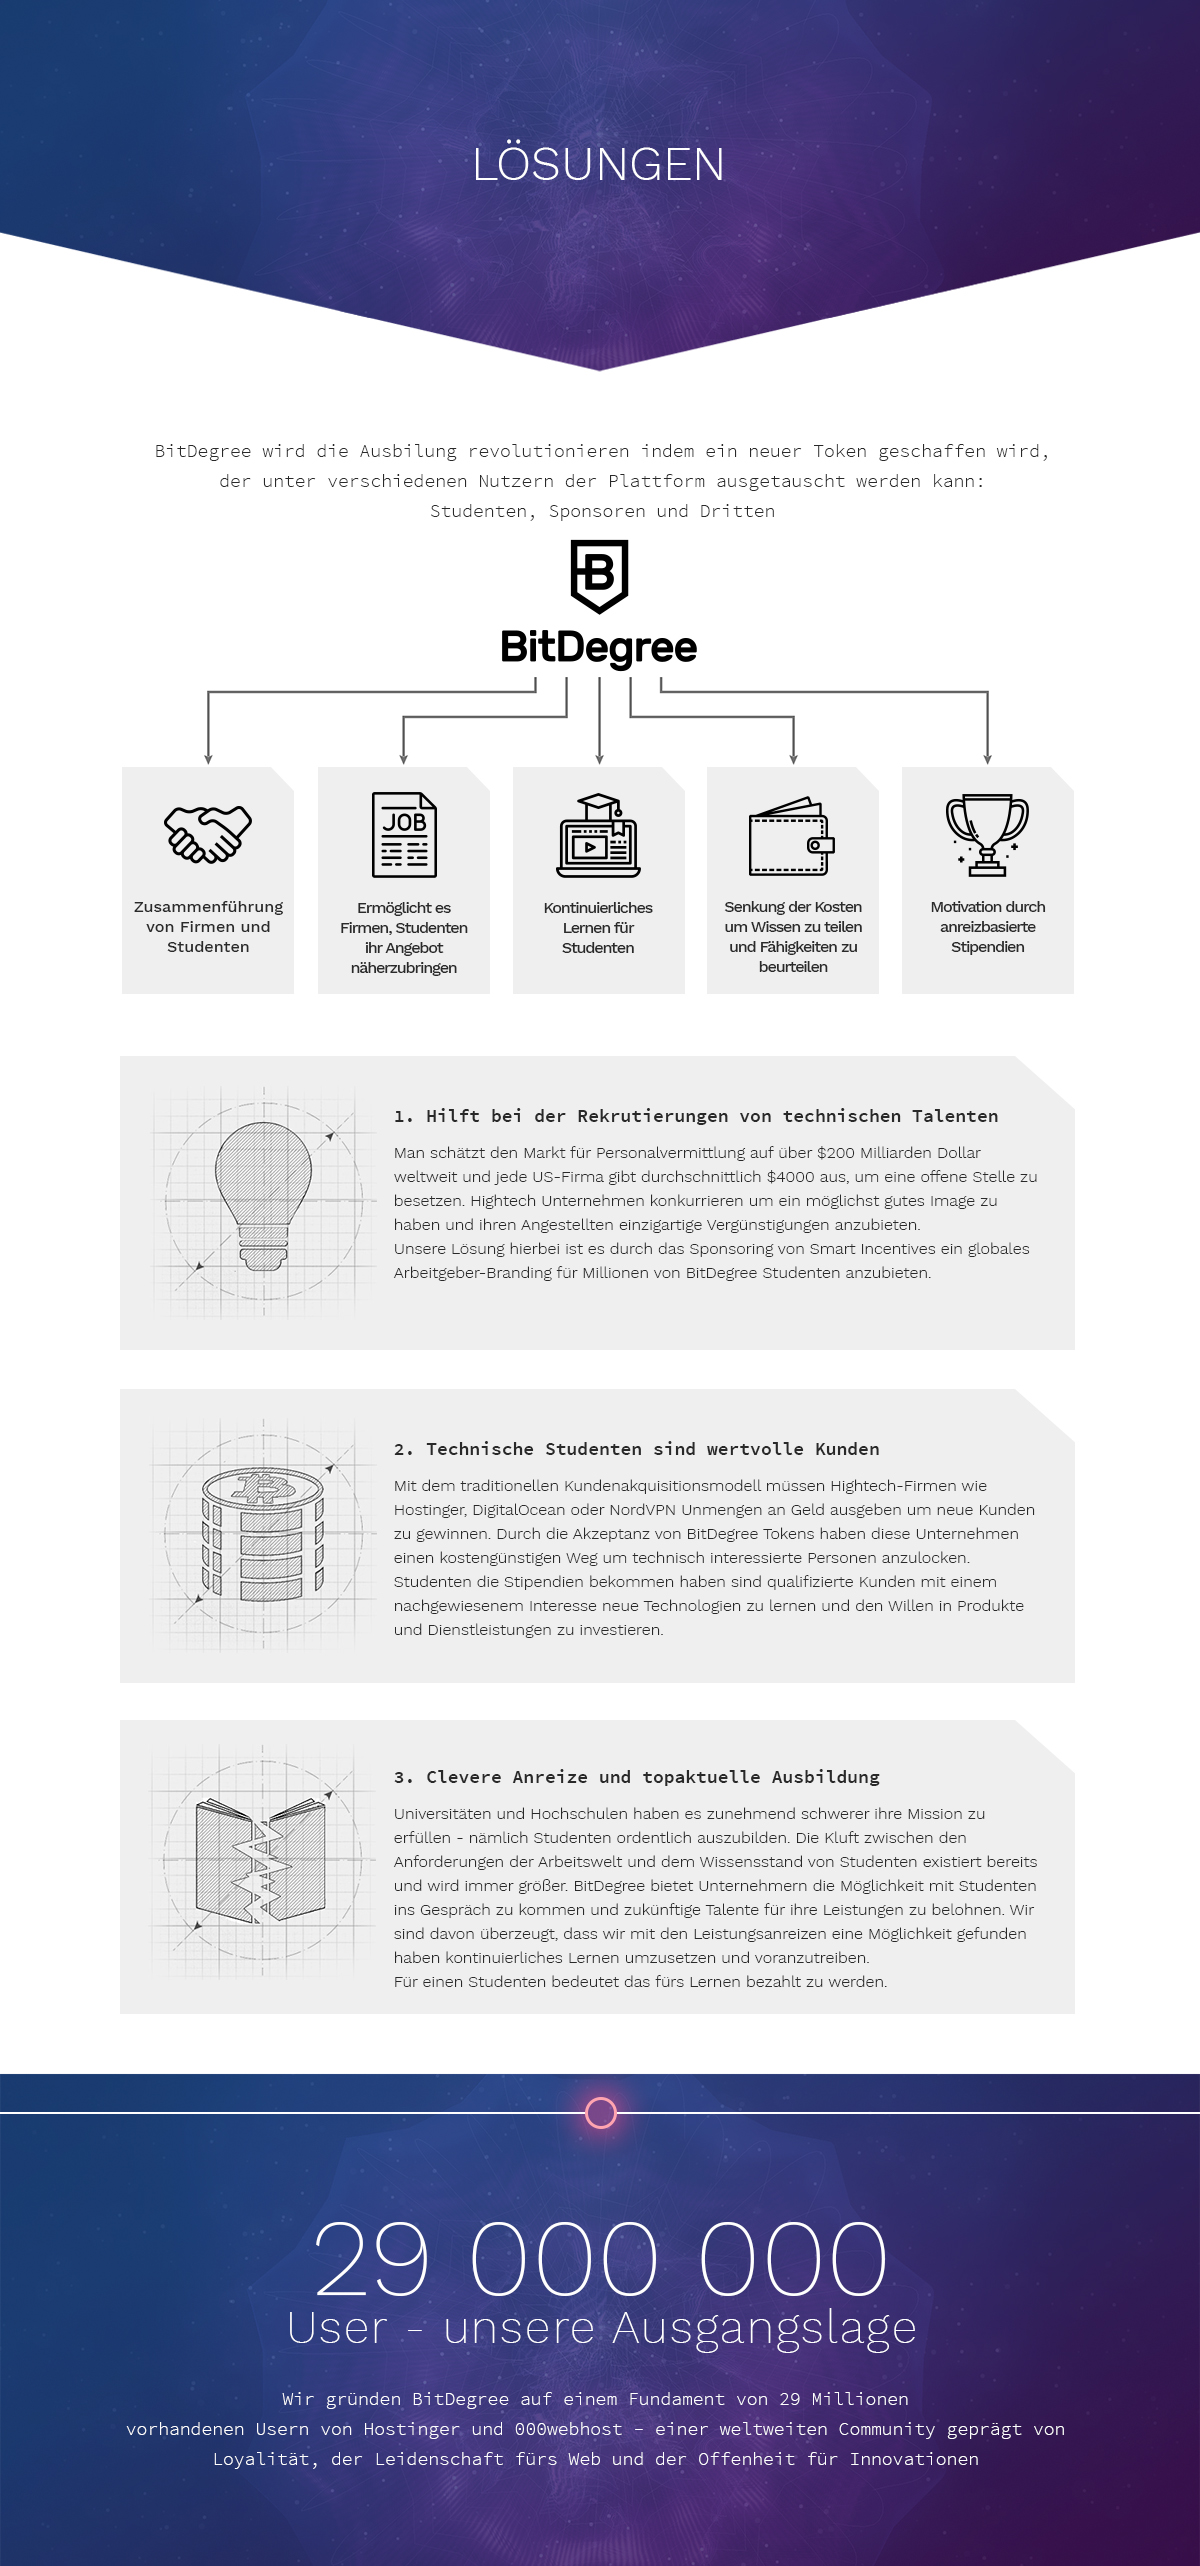 LÖSUNGEN
BitDegree wird die Ausbilung revolutionieren indem ein neuer Token geschaffen wird,
der unter verschiedenen Nutzern der Plattform ausgetauscht werden kann:
Studenten, Sponsoren und Dritten
B
BitDegree
Zusammenführung
von Firmen und
Studenten
JOB
Ermöglicht es
Firmen, Studenten
ihr Angebot
näherzubringen
Kontinuierliches
Lernen für
Studenten
Senkung der Kosten
um Wissen zu teilen
und Fähigkeiten zu
beurteilen
Motivation durch
anreizbasierte
Stipendien
1. Hilft bei der Rekrutierungen von technischen Talenten
Man schätzt den Markt für Personalvermittlung auf über $200 Milliarden Dollar
weltweit und jede US-Firma gibt durchschnittlich $4000 aus, um eine offene Stelle zu
besetzen. Hightech Unternehmen konkurrieren um ein möglichst gutes Image zu
haben und ihren Angestellten einzigartige Vergünstigungen anzubieten.
Unsere Lösung hierbei ist es durch das Sponsoring von Smart Incentives ein globales
Arbeitgeber-Branding für Millionen von BitDegree Studenten anzubieten.
2. Technische Studenten sind wertvolle Kunden
Mit dem traditionellen Kundenakquisitionsmodell müssen Hightech-Firmen wie
Hostinger, DigitalOcean oder NordVPN Unmengen an Geld ausgeben um neue Kunden
zu gewinnen. Durch die Akzeptanz von BitDegree Tokens haben diese Unternehmen
einen kostengünstigen Weg um technisch interessierte Personen anzulocken.
Studenten die Stipendien bekommen haben sind qualifizierte Kunden mit einem
nachgewiesenem Interesse neue Technologien zu lernen und den Willen in Produkte
und Dienstleistungen zu investieren.
3. Clevere Anreize und topaktuelle Ausbildung
Universitäten und Hochschulen haben es zunehmend schwerer ihre Mission zu
erfüllen - nämlich Studenten ordentlich auszubilden. Die Kluft zwischen den
Anforderungen der Arbeitswelt und dem Wissensstand von Studenten existiert bereits
und wird immer größer. BitDegree bietet Unternehmern die Möglichkeit mit Studenten
ins Gespräch zu kommen und zukünftige Talente für ihre Leistungen zu belohnen. Wir
sind davon überzeugt, dass wir mit den Leistungsanreizen eine Möglichkeit gefunden
haben kontinuierliches Lernen umzusetzen und voranzutreiben.
Für einen Studenten bedeutet das fürs Lernen bezahlt zu werden.
29 000 000
User - unsere Ausgangslage
Wir gründen BitDegree auf einem Fundament von 29 Millionen
vorhandenen Usern von Hostinger und 000webhost – einer weltweiten Community geprägt von
Loyalität, der Leidenschaft fürs Web und der Offenheit für Innovationen